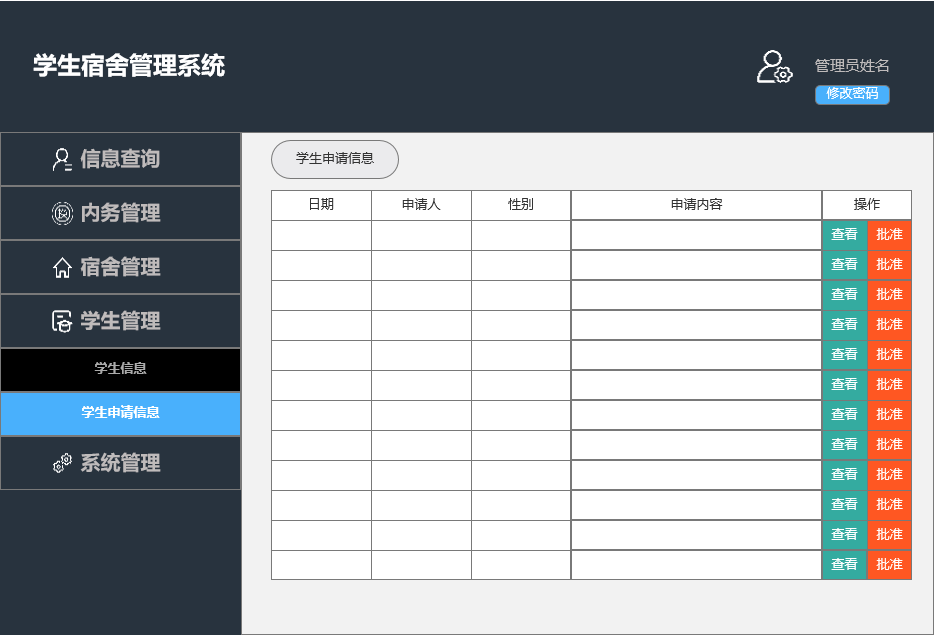 学生宿舍管理系统
管理员姓名
修改密码
信息查询
内务管理
宿舍管理
学生管理
学生信息
学生申请信息
系统管理
学生申请信息
日期 申请人 性别 申请内容 操作
查看 批准
查看 批准
查看 批准
查看 批准
查看 批准
查看 批准
查看 批准
查看 批准
查看 批准
查看 批准
查看 批准
查看 批准